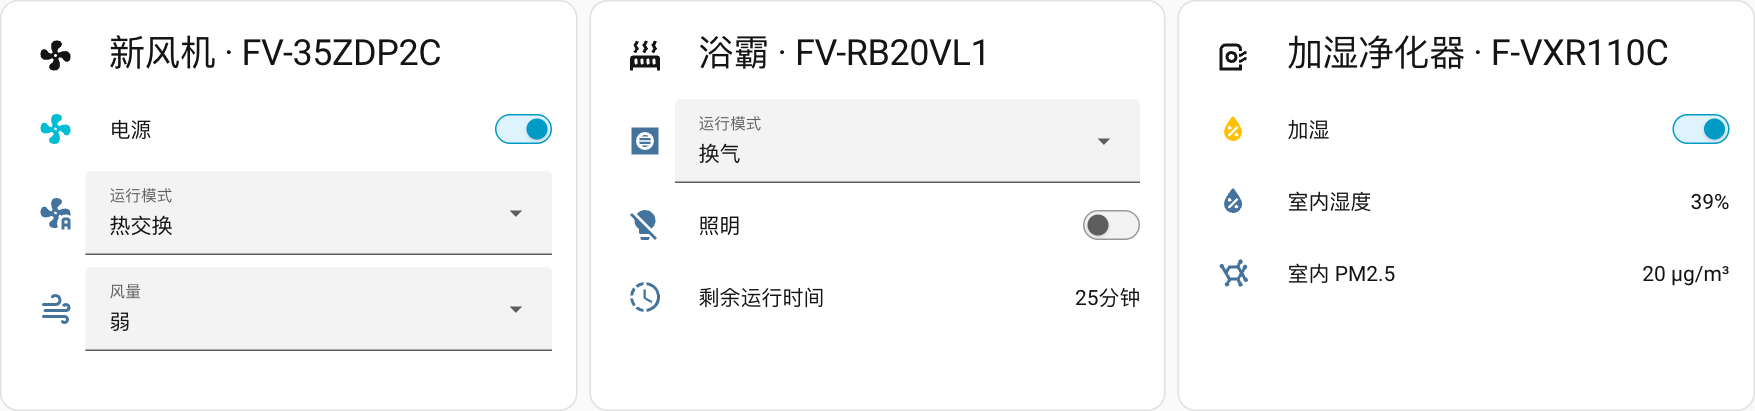 新风机 · FV-35ZDP2C
电源
运行模式
热交换
风量
弱
浴霸 · FV-RB20VL1
运行模式
换气
照明
剩余运行时间 25分钟
加湿净化器 · F-VXR110C
加湿
室内湿度 39%
室内 PM2.5 20 µg/m³